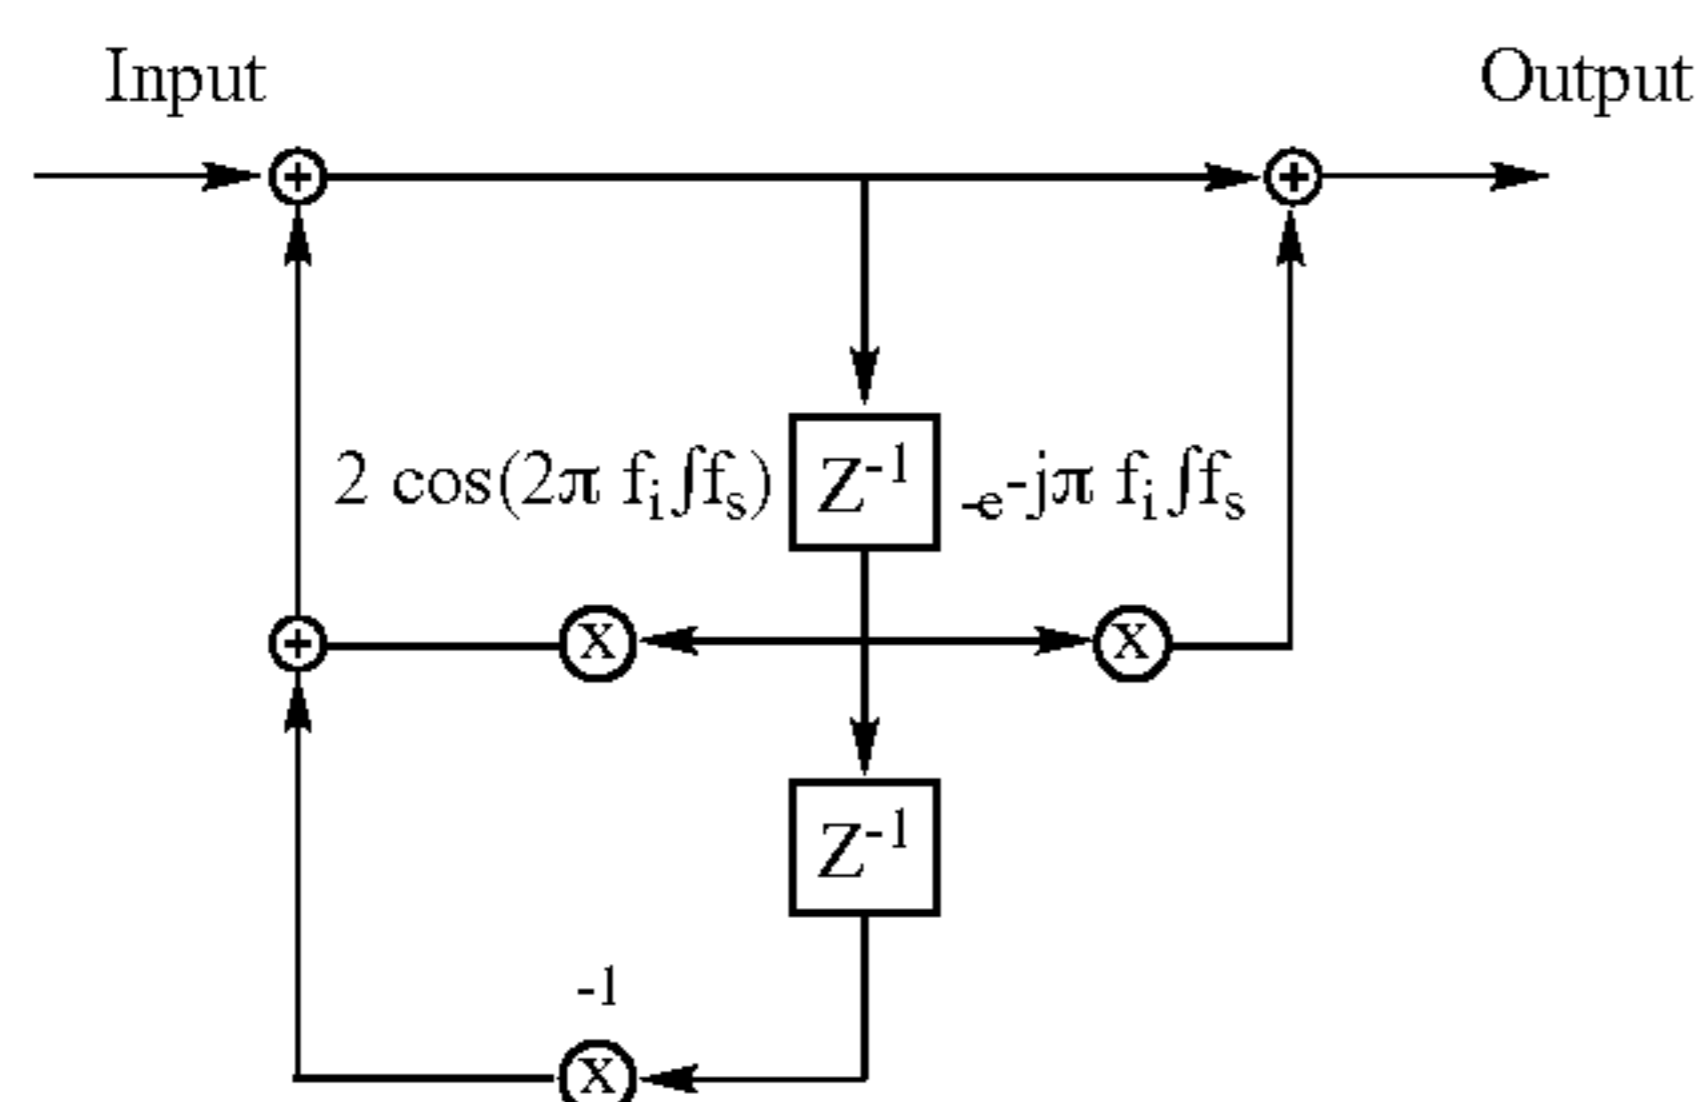 Input
Output
+
+
2 cos(2π fᵢ∫fₛ)
Z⁻¹
-e⁻ʲπ fᵢ∫fₛ
+
X
X
Z⁻¹
-1
X